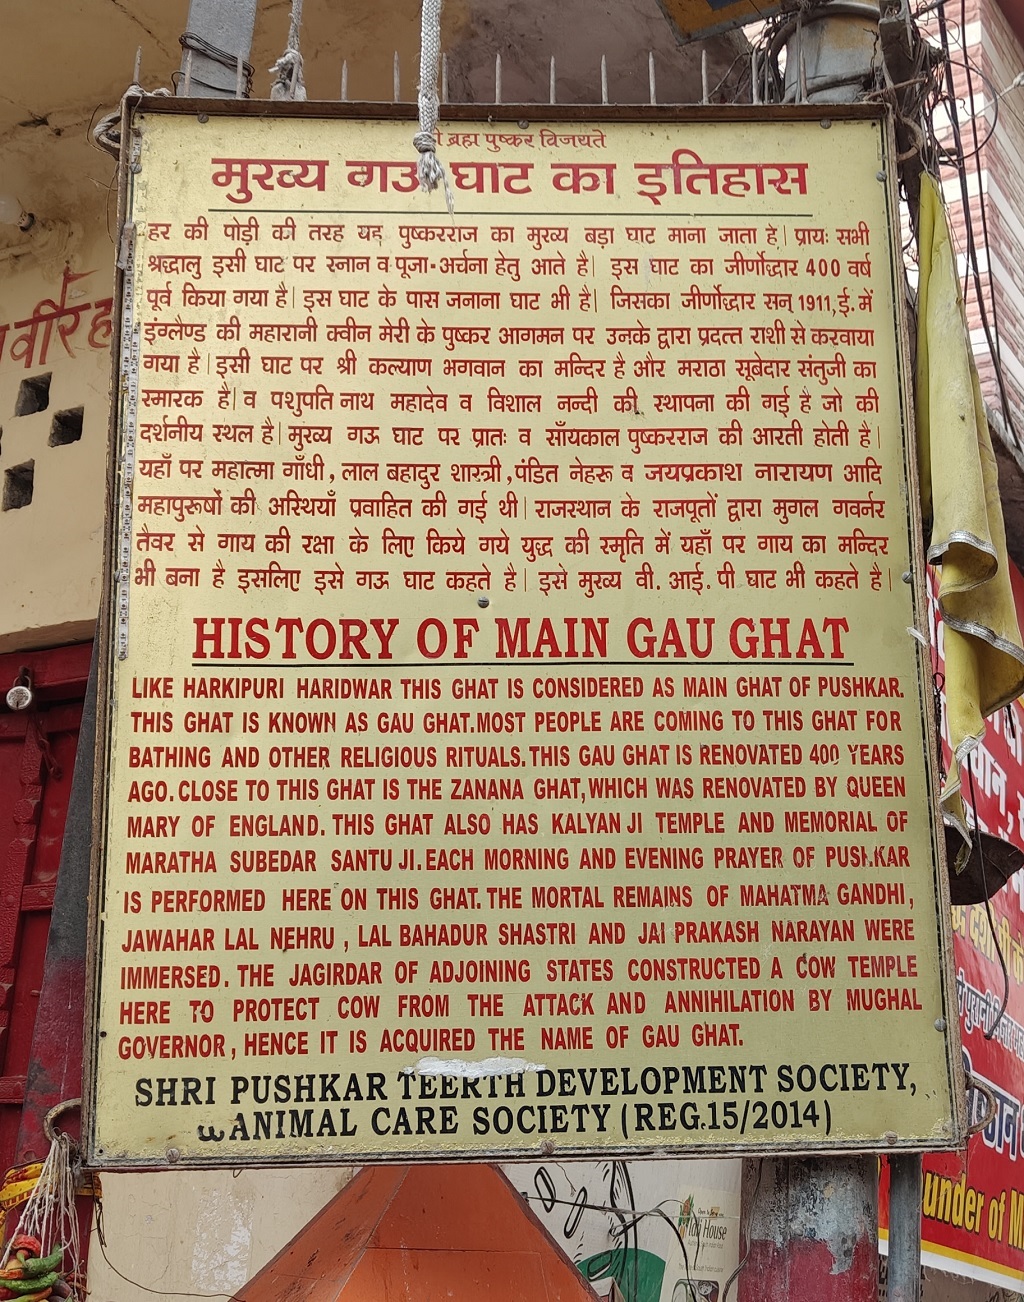 ब्रह्म पुष्कर विजयते
मुख्य गऊ घाट का इतिहास
हर की पोड़ी की तरह यह पुष्करराज का मुख्य बड़ा घाट माना जाता है| प्रायः सभी
श्रद्धालु इसी घाट पर स्नान व पूजा-अर्चना हेतु आते है| इस घाट का जीर्णोद्धार 400 वर्ष
पूर्व किया गया है| इस घाट के पास जनाना घाट भी है| जिसका जीर्णोद्धार सन् 1911,ई. में
इंग्लैण्ड की महारानी क्वीन मेरी के पुष्कर आगमन पर उनके द्वारा प्रदत्त राशी से करवाया
गया है| इसी घाट पर श्री कल्याण भगवान का मन्दिर है और मराठा सूबेदार संतुजी का
स्मारक है| व पशुपति नाथ महादेव व विशाल नन्दी की स्थापना की गई है जो की
दर्शनीय स्थल है| मुख्य गऊ घाट पर प्रातः व साँयकाल पुष्करराज की आरती होती है|
यहाँ पर महात्मा गाँधी, लाल बहादुर शास्त्री, पंडित नेहरू व जयप्रकाश नारायण आदि
महापुरूषों की अस्थियाँ प्रवाहित की गई थी| राजस्थान के राजपूतों द्वारा मुगल गवर्नर
तैवर से गाय की रक्षा के लिए किये गये युद्ध की स्मृति में यहाँ पर गाय का मन्दिर
भी बना है इसलिए इसे गऊ घाट कहते है| इसे मुख्य वी. आई. पी घाट भी कहते है|
HISTORY OF MAIN GAU GHAT
LIKE HARKIPURI HARIDWAR THIS GHAT IS CONSIDERED AS MAIN GHAT OF PUSHKAR.
THIS GHAT IS KNOWN AS GAU GHAT.MOST PEOPLE ARE COMING TO THIS GHAT FOR
BATHING AND OTHER RELIGIOUS RITUALS.THIS GAU GHAT IS RENOVATED 400 YEARS
AGO. CLOSE TO THIS GHAT IS THE ZANANA GHAT, WHICH WAS RENOVATED BY QUEEN
MARY OF ENGLAND. THIS GHAT ALSO HAS KALYAN JI TEMPLE AND MEMORIAL OF
MARATHA SUBEDAR SANTU JI. EACH MORNING AND EVENING PRAYER OF PUSHKAR
IS PERFORMED HERE ON THIS GHAT. THE MORTAL REMAINS OF MAHATMA GANDHI,
JAWAHAR LAL NEHRU, LAL BAHADUR SHASTRI AND JAI PRAKASH NARAYAN WERE
IMMERSED. THE JAGIRDAR OF ADJOINING STATES CONSTRUCTED A COW TEMPLE
HERE TO PROTECT COW FROM THE ATTACK AND ANNIHILATION BY MUGHAL
GOVERNOR, HENCE IT IS ACQUIRED THE NAME OF GAU GHAT.
SHRI PUSHKAR TEERTH DEVELOPMENT SOCIETY,
ANIMAL CARE SOCIETY (REG.15/2014)
under of
House